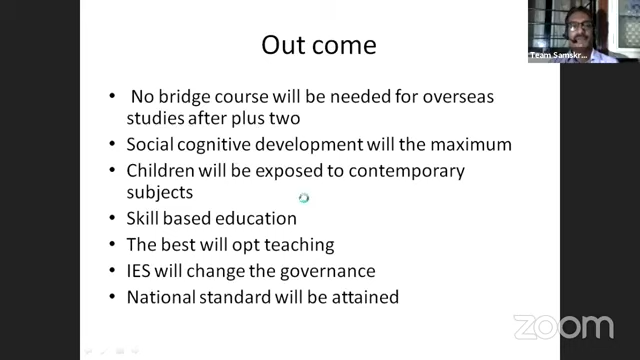 Out come
Team Samskr...
No bridge course will be needed for overseas
studies after plus two
Social cognitive development will the maximum
Children will be exposed to contemporary
subjects
Skill based education
The best will opt teaching
IES will change the governance
National standard will be attained
zoom